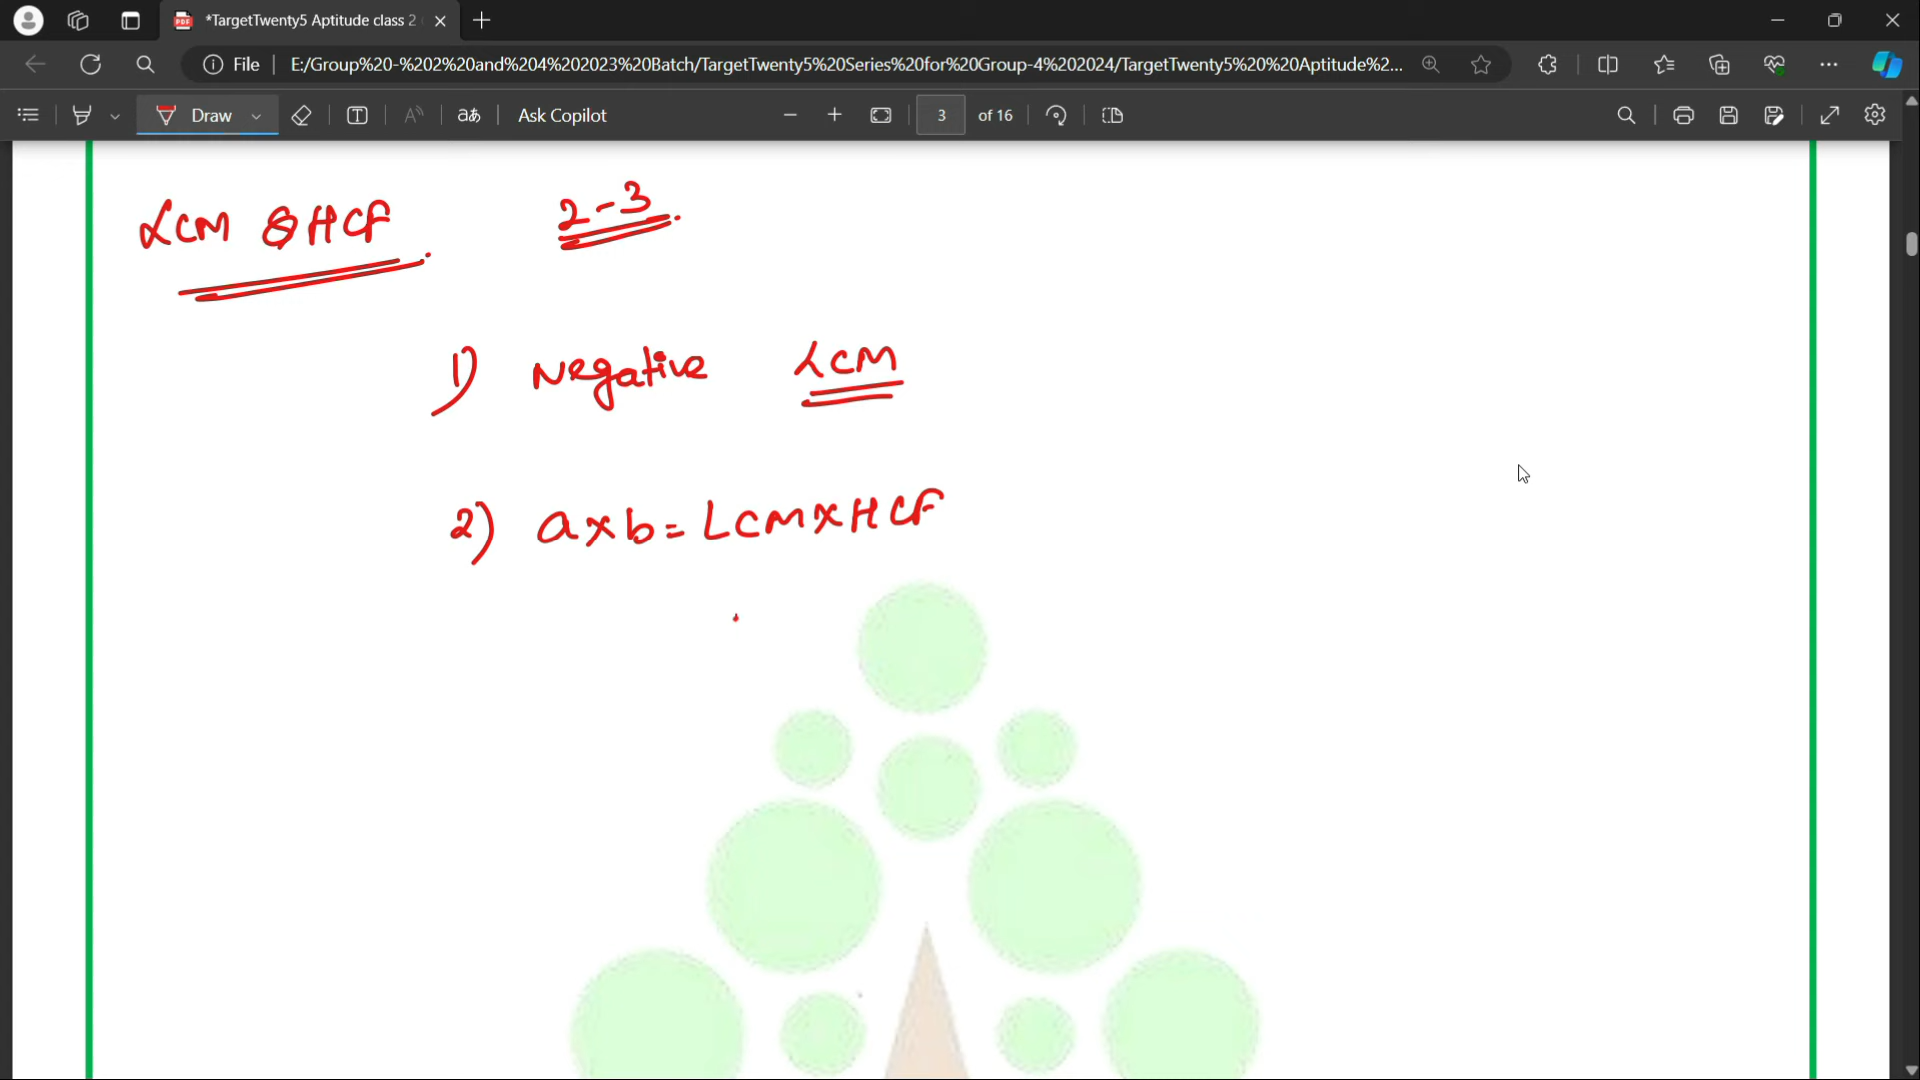 *TargetTwenty5 Aptitude class 2
File
E:/Group%20-%202%20and%204%202023%20Batch/TargetTwenty5%20Series%20for%20Group-4%202024/TargetTwenty5%20%20Aptitude%2...
Draw
Ask Copilot
3 of 16
LCM & HCF 2-3
1) Negative LCM
2) a×b=LCM×HCF